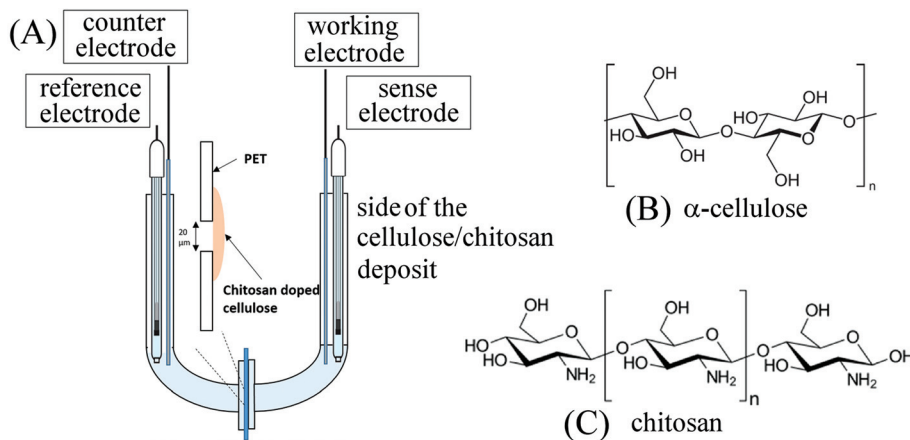 (A)
counter
electrode
working
electrode
reference
electrode
sense
electrode
PET
20
μm
side of the
cellulose/chitosan
deposit
Chitosan doped
cellulose
OH
O
HO
OH
O
HO
OH
O
O
OH
n
(B) α-cellulose
OH
O
HO
HO
NH2
O
OH
O
HO
NH2
n
O
OH
O
HO
NH2
OH
(C) chitosan